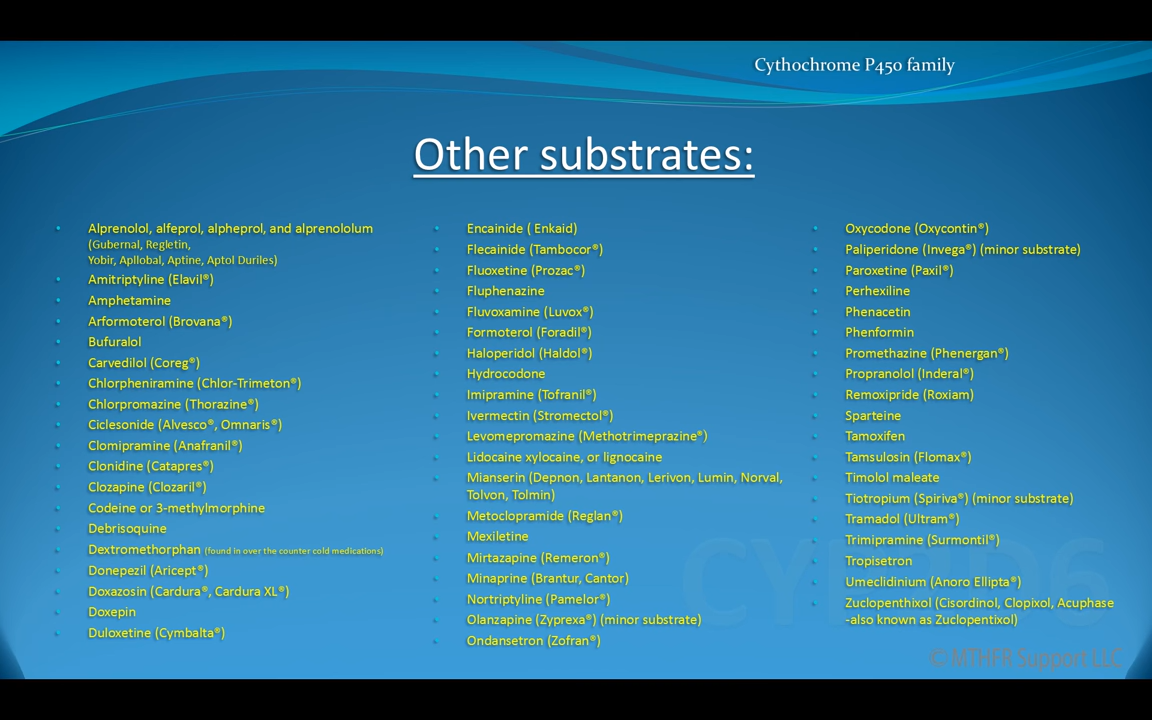 Cythochrome P450 family
Other substrates:
Alprenolol, alfeprol, alpheprol, and alprenololum
(Gubernal, Regletin,
Yobir, Apllobal, Aptine, Aptol Duriles)
Amitriptyline (Elavil®)
Amphetamine
Arformoterol (Brovana®)
Bufuralol
Carvedilol (Coreg®)
Chlorpheniramine (Chlor-Trimeton®)
Chlorpromazine (Thorazine®)
Ciclesonide (Alvesco®, Omnaris®)
Clomipramine (Anafranil®)
Clonidine (Catapres®)
Clozapine (Clozaril®)
Codeine or 3-methylmorphine
Debrisoquine
Dextromethorphan (found in over the counter cold medications)
Donepezil (Aricept®)
Doxazosin (Cardura®, Cardura XL®)
Doxepin
Duloxetine (Cymbalta®)
Encainide ( Enkaid)
Flecainide (Tambocor®)
Fluoxetine (Prozac®)
Fluphenazine
Fluvoxamine (Luvox®)
Formoterol (Foradil®)
Haloperidol (Haldol®)
Hydrocodone
Imipramine (Tofranil®)
Ivermectin (Stromectol®)
Levomepromazine (Methotrimeprazine®)
Lidocaine xylocaine, or lignocaine
Mianserin (Depnon, Lantanon, Lerivon, Lumin, Norval,
Tolvon, Tolmin)
Metoclopramide (Reglan®)
Mexiletine
Mirtazapine (Remeron®)
Minaprine (Brantur, Cantor)
Nortriptyline (Pamelor®)
Olanzapine (Zyprexa®) (minor substrate)
Ondansetron (Zofran®)
Oxycodone (Oxycontin®)
Paliperidone (Invega®) (minor substrate)
Paroxetine (Paxil®)
Perhexiline
Phenacetin
Phenformin
Promethazine (Phenergan®)
Propranolol (Inderal®)
Remoxipride (Roxiam)
Sparteine
Tamoxifen
Tamsulosin (Flomax®)
Timolol maleate
Tiotropium (Spiriva®) (minor substrate)
Tramadol (Ultram®)
Trimipramine (Surmontil®)
Tropisetron
Umeclidinium (Anoro Ellipta®)
Zuclopenthixol (Cisordinol, Clopixol, Acuphase
-also known as Zuclopentixol)
CYP2D6
© MTHFR Support LLC